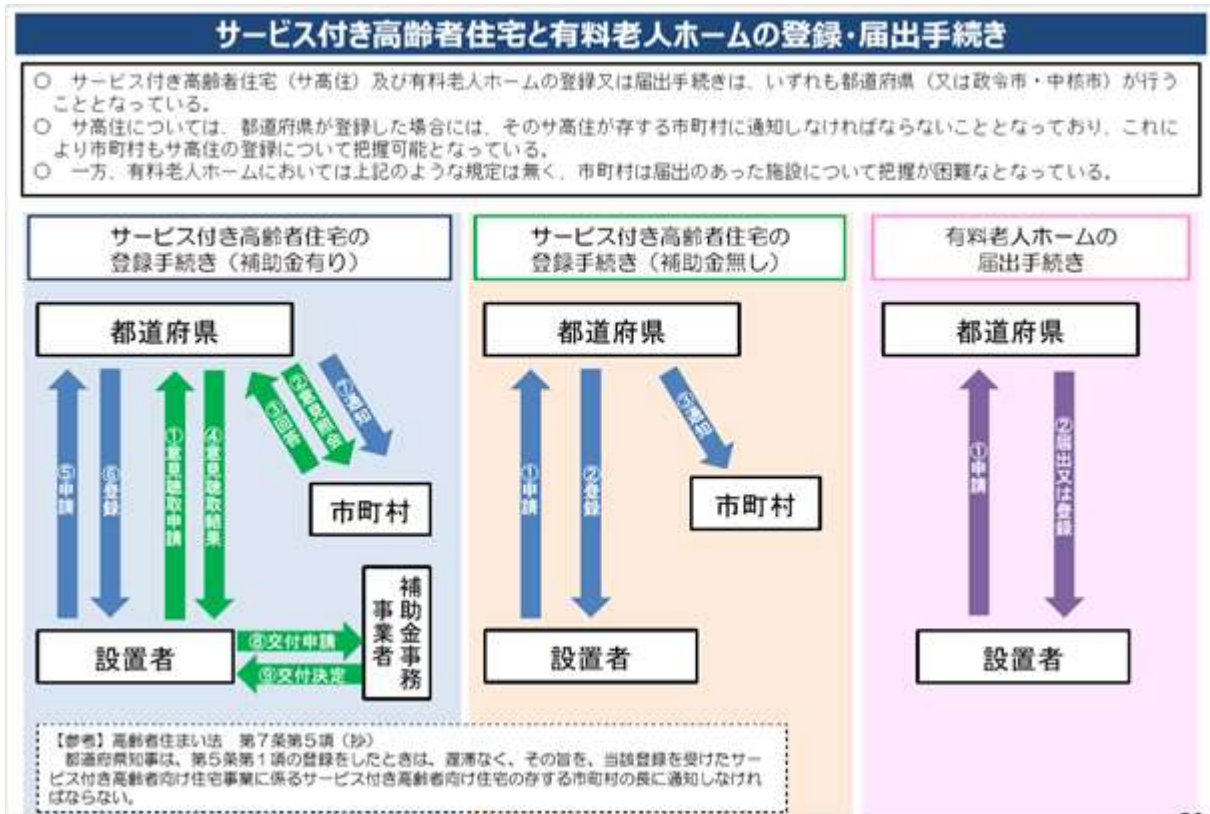 サービス付き高齢者住宅と有料老人ホームの登録・届出手続き
○　サービス付き高齢者住宅（サ高住）及び有料老人ホームの登録又は届出手続きは、いずれも都道府県（又は政令市・中核市）が行う
こととなっている。
○　サ高住については、都道府県が登録した場合には、そのサ高住が存する市町村に通知しなければならないこととなっており、これに
より市町村もサ高住の登録について把握可能となっている。
○　一方、有料老人ホームにおいては上記のような規定は無く、市町村は届出のあった施設について把握が困難なとなっている。
サービス付き高齢者住宅の
登録手続き（補助金有り）
都道府県
⑤申請
⑥登録
①意見聴取申請
④意見聴取結果
③回答
②意見照会
⑦通知
市町村
設置者
⑧交付申請
⑨交付決定
補助金事務
事業者
サービス付き高齢者住宅の
登録手続き（補助金無し）
都道府県
①申請
②登録
③通知
市町村
設置者
有料老人ホームの
届出手続き
都道府県
①申請
②届出又は登録
設置者
【参考】高齢者住まい法　第７条第５項（抄）
都道府県知事は、第５条第１項の登録をしたときは、遅滞なく、その旨を、当該登録を受けたサー
ビス付き高齢者向け住宅事業に係るサービス付き高齢者向け住宅の存する市町村の長に通知しなけれ
ばならない。